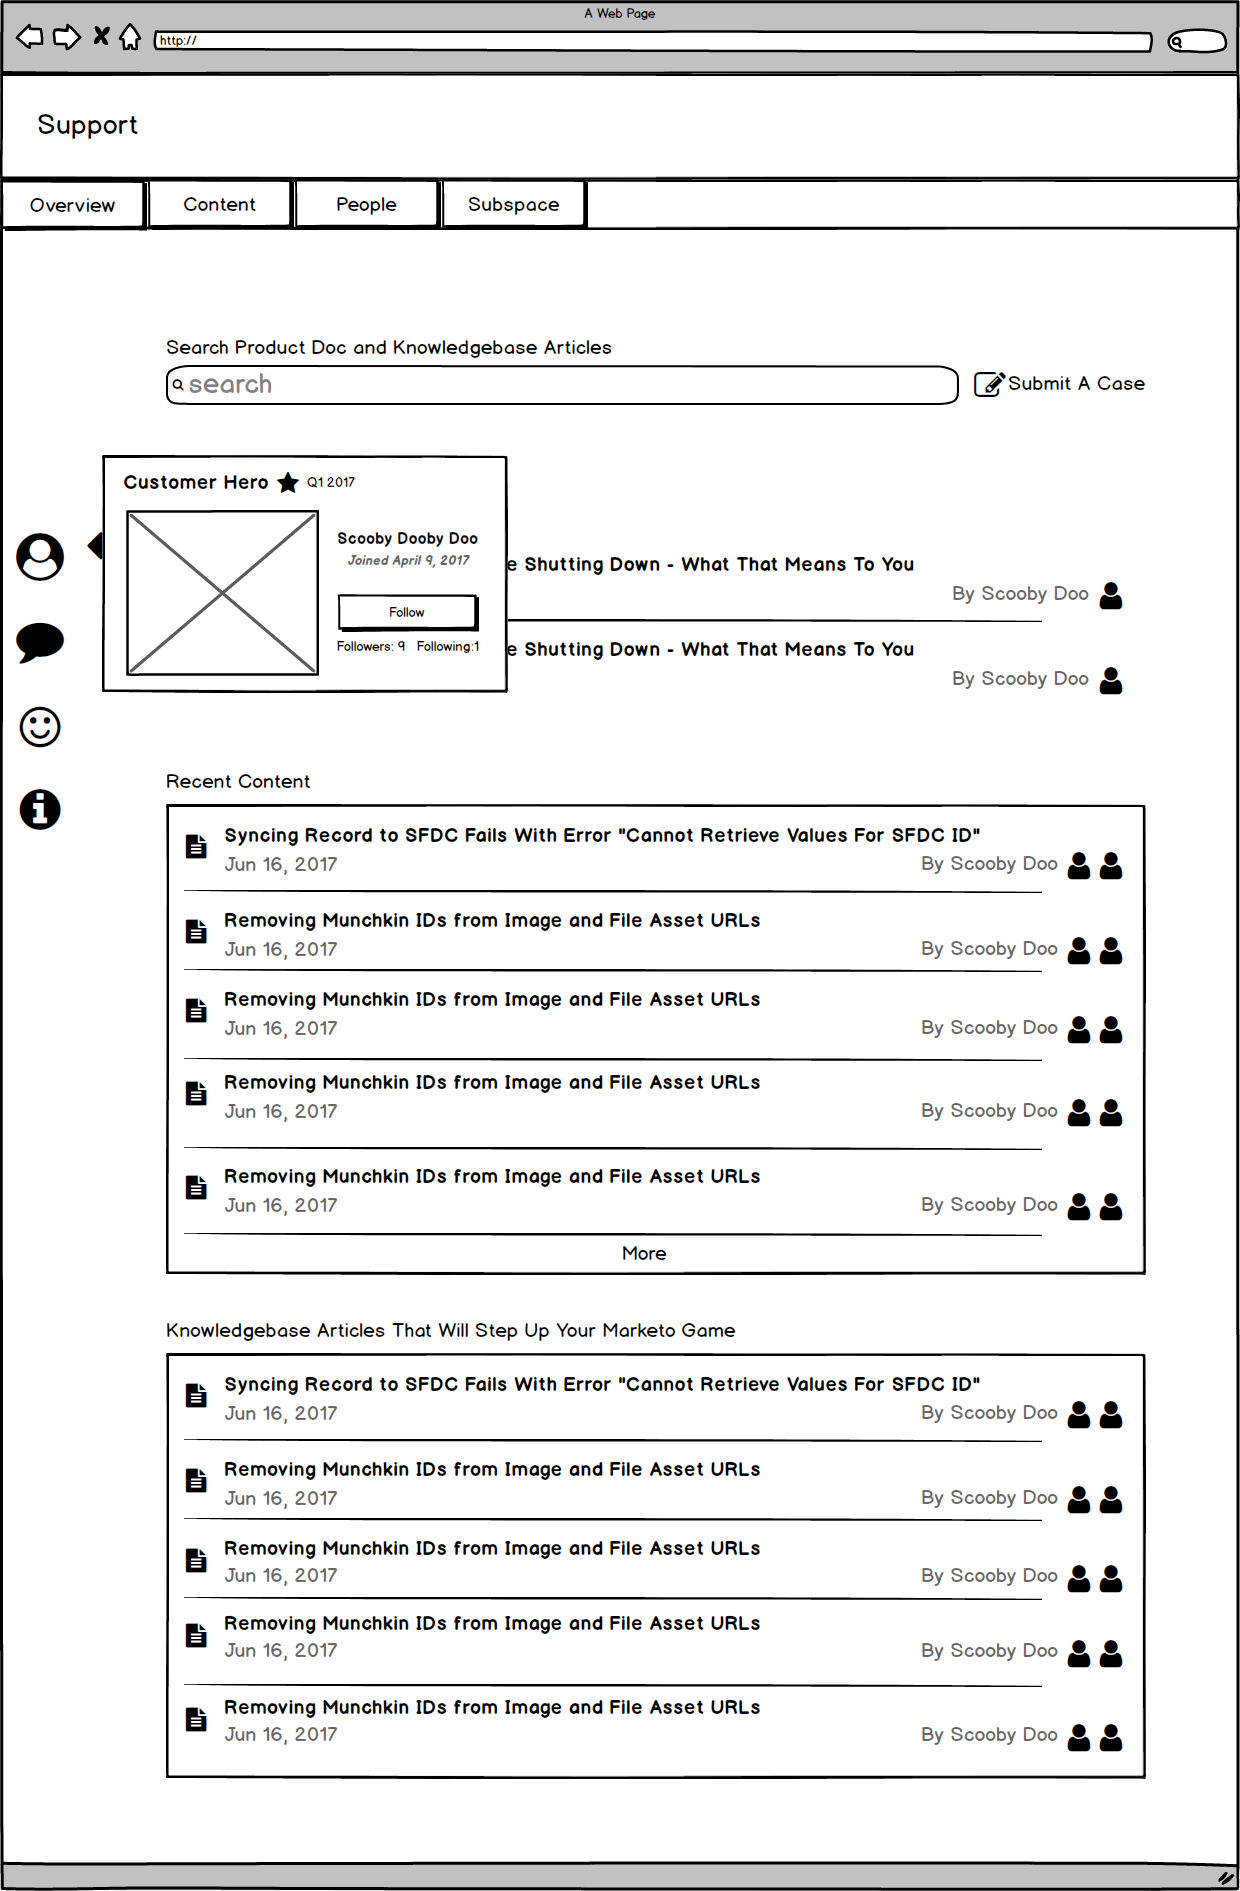 A Web Page
http://
Support
Overview
Content
People
Subspace
Search Product Doc and Knowledgebase Articles
search
Submit A Case
Customer Hero
Q1 2017
Scooby Dooby Doo
Joined April 9, 2017
Follow
Followers: 9
Following:1
e Shutting Down - What That Means To You
By Scooby Doo
e Shutting Down - What That Means To You
By Scooby Doo
Recent Content
Syncing Record to SFDC Fails With Error "Cannot Retrieve Values For SFDC ID"
Jun 16, 2017
By Scooby Doo
Removing Munchkin IDs from Image and File Asset URLs
Jun 16, 2017
By Scooby Doo
Removing Munchkin IDs from Image and File Asset URLs
Jun 16, 2017
By Scooby Doo
Removing Munchkin IDs from Image and File Asset URLs
Jun 16, 2017
By Scooby Doo
Removing Munchkin IDs from Image and File Asset URLs
Jun 16, 2017
By Scooby Doo
More
Knowledgebase Articles That Will Step Up Your Marketo Game
Syncing Record to SFDC Fails With Error "Cannot Retrieve Values For SFDC ID"
Jun 16, 2017
By Scooby Doo
Removing Munchkin IDs from Image and File Asset URLs
Jun 16, 2017
By Scooby Doo
Removing Munchkin IDs from Image and File Asset URLs
Jun 16, 2017
By Scooby Doo
Removing Munchkin IDs from Image and File Asset URLs
Jun 16, 2017
By Scooby Doo
Removing Munchkin IDs from Image and File Asset URLs
Jun 16, 2017
By Scooby Doo